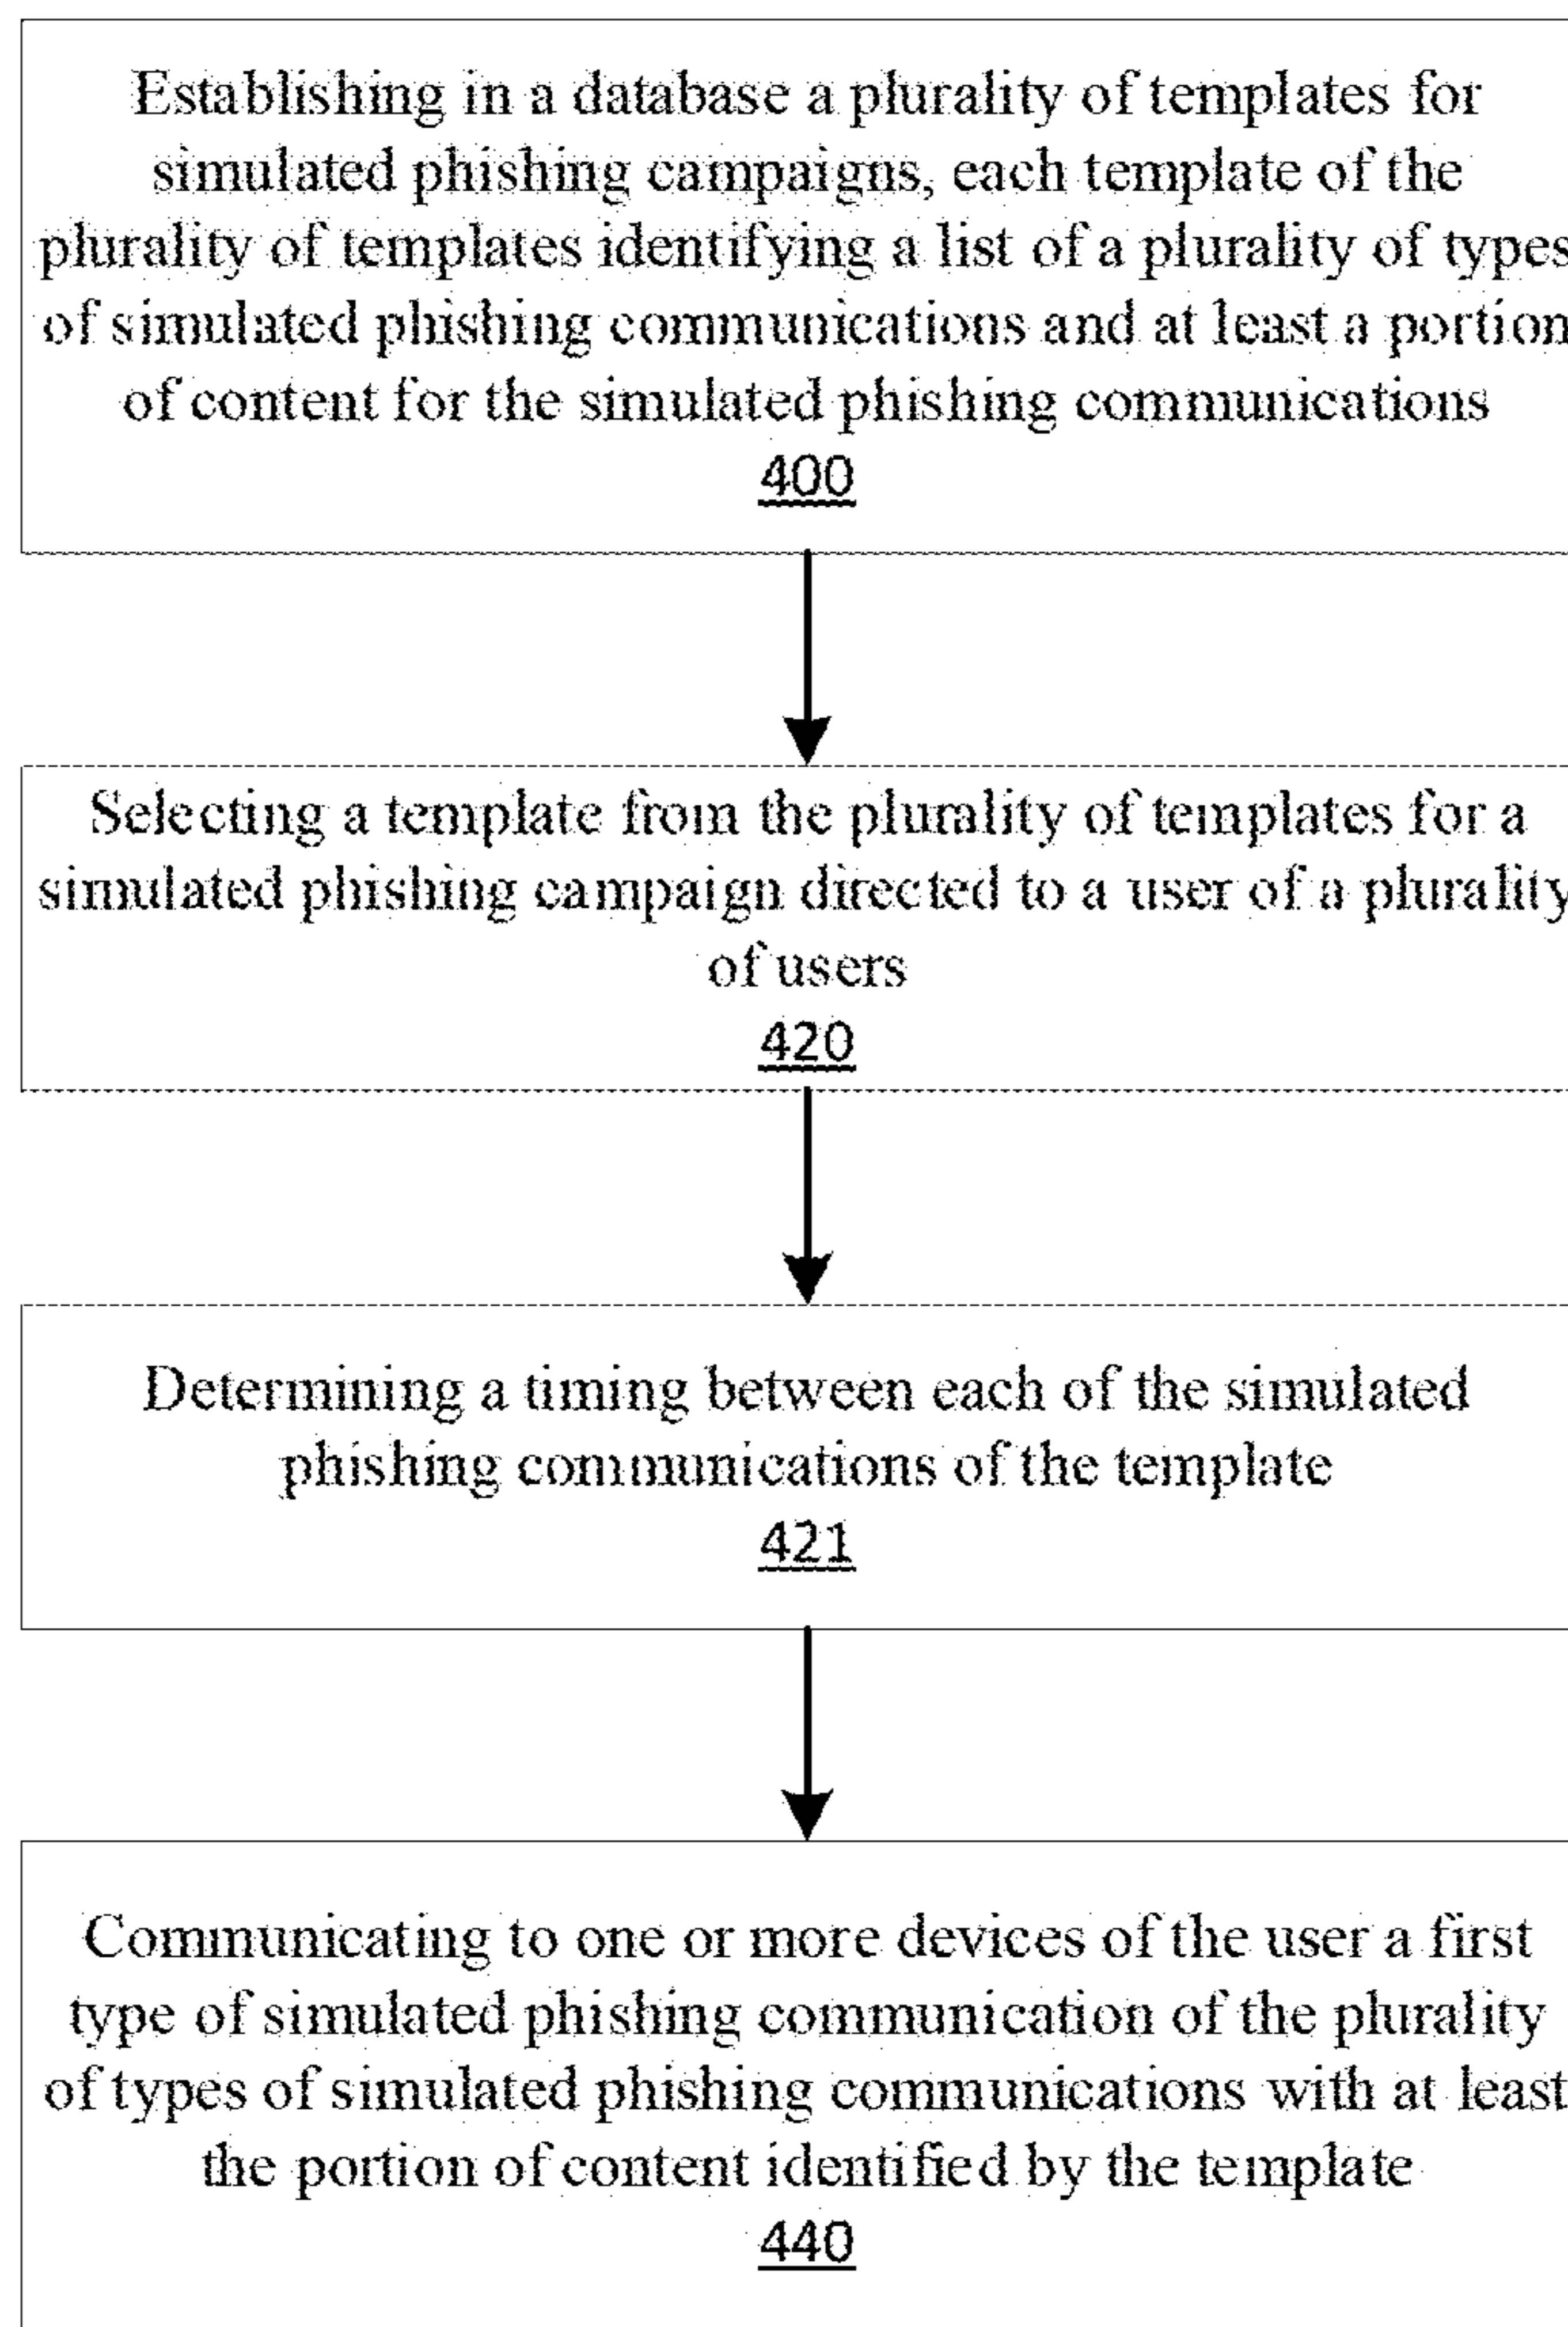 Establishing in a database a plurality of templates for
simulated phishing campaigns, each template of the
plurality of templates identifying a list of a plurality of types
of simulated phishing communications and at least a portion
of content for the simulated phishing communications
400
Selecting a template from the plurality of templates for a
simulated phishing campaign directed to a user of a plurality
of users
420
Determining a timing between each of the simulated
phishing communications of the template
421
Communicating to one or more devices of the user a first
type of simulated phishing communication of the plurality
of types of simulated phishing communications with at least
the portion of content identified by the template
440